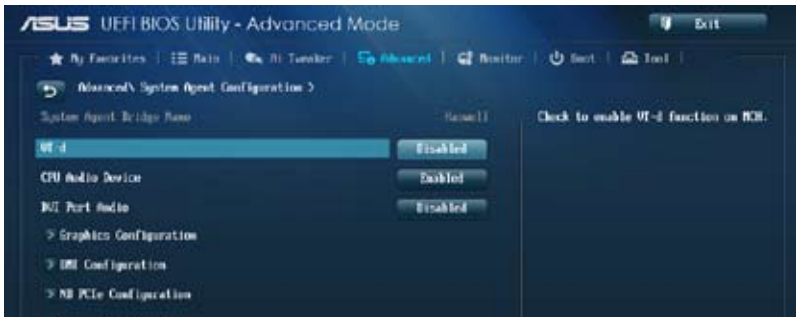 ASUS UEFI BIOS Utility - Advanced Mode
Exit
My Favorites Main Ai Tweaker Advanced Monitor Boot Tool
Advanced\ System Agent Configuration >
System Agent Bridge Name Haswell
Check to enable VT-d function on MCH.
VT-d Disabled
CPU Audio Device Enabled
DVI Port Audio Disabled
> Graphics Configuration
> DMI Configuration
> NB PCIe Configuration